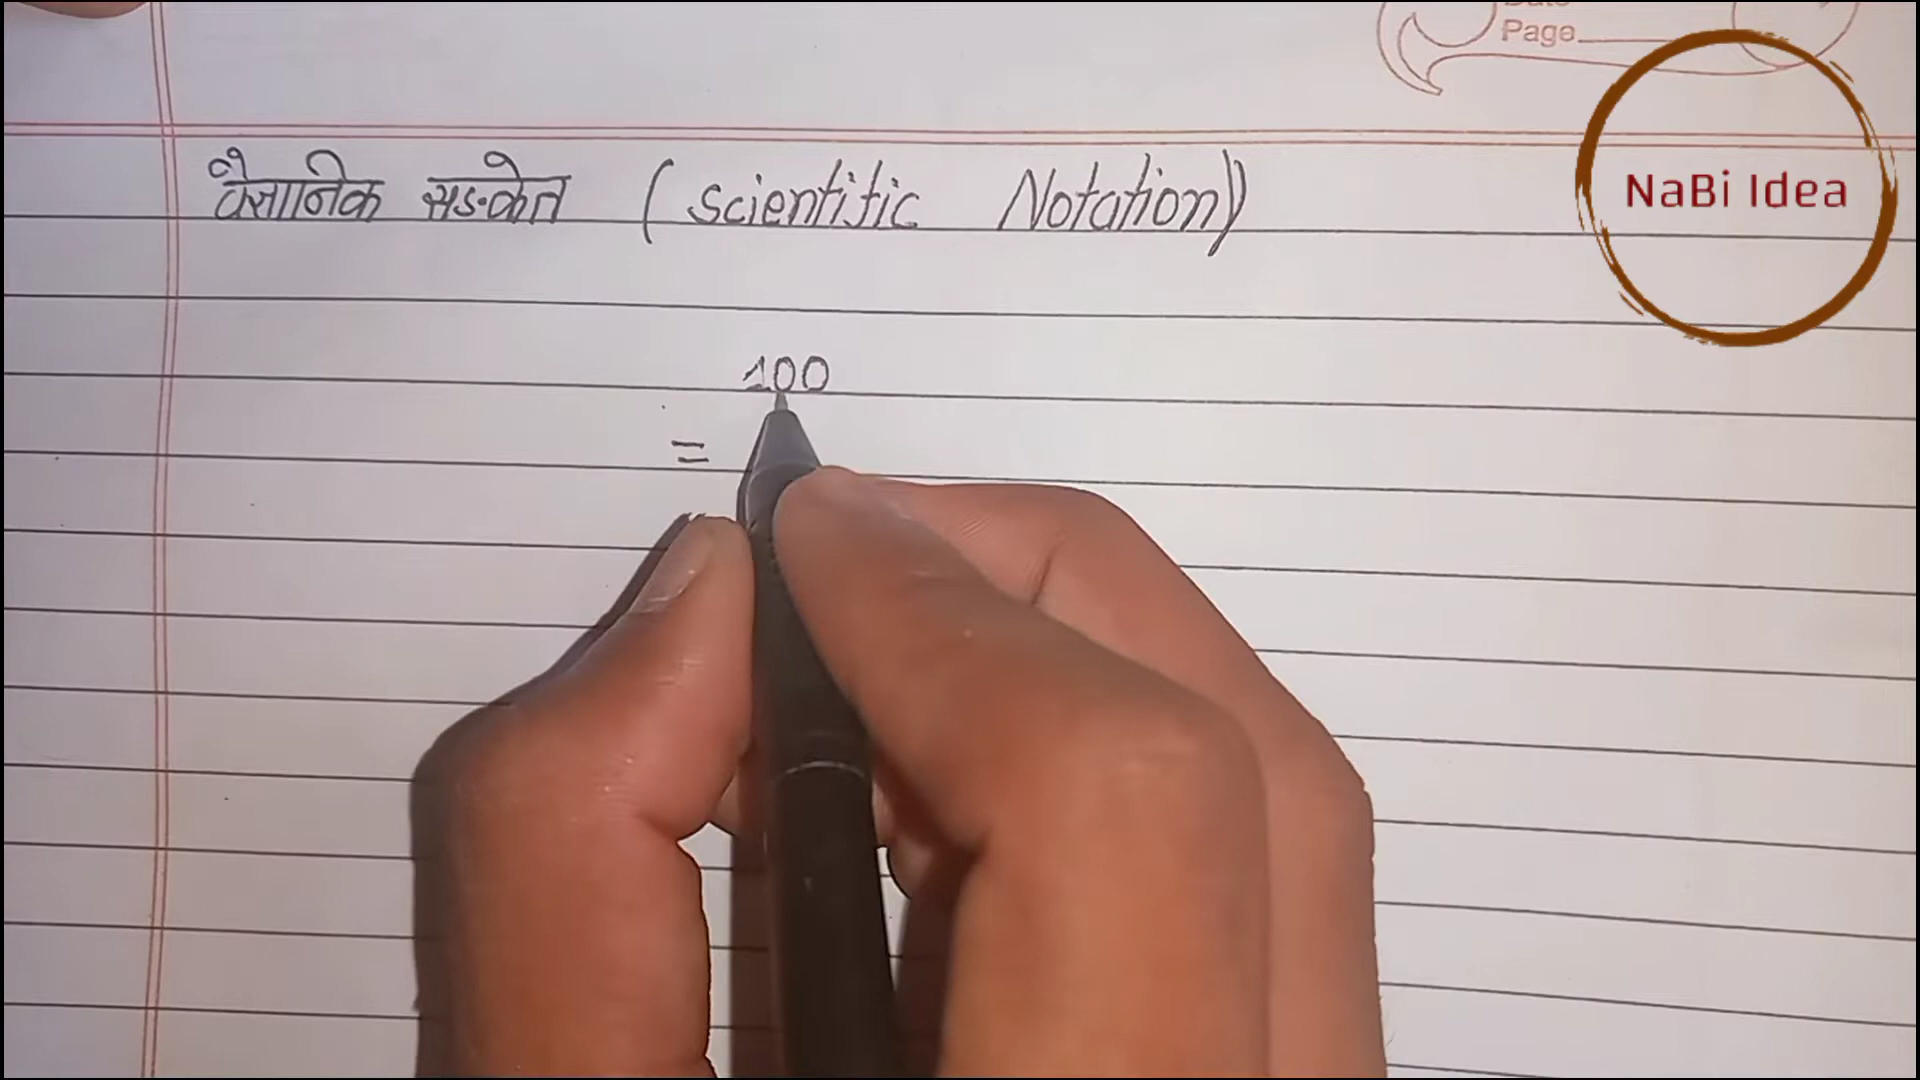 Page
NaBi Idea
वैज्ञानिक सङ्केत (Scientific Notation)
100
=